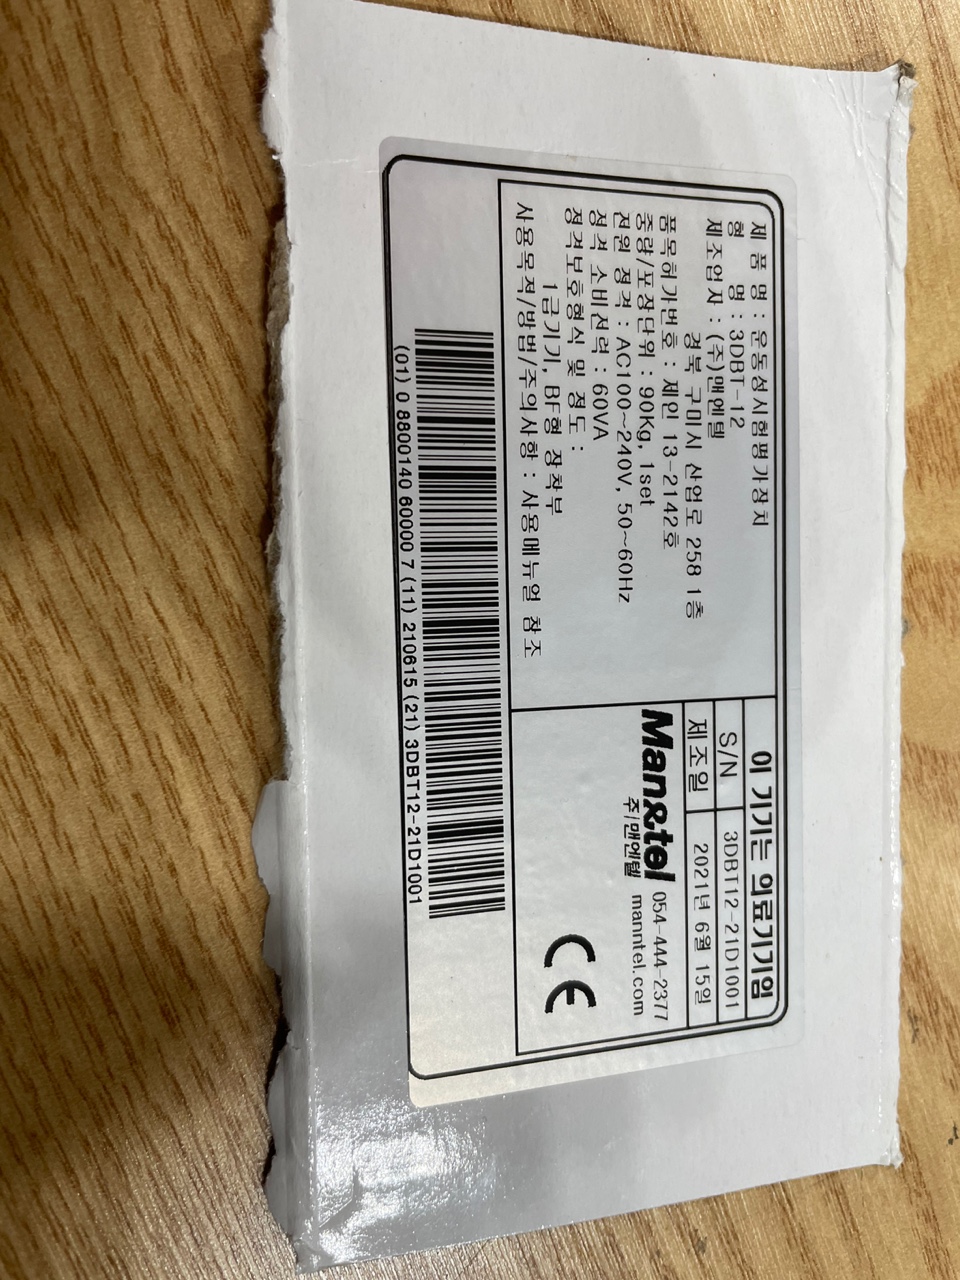 제 품 명 : 운동성시험평가장치
형    명 : 3DBT-12
제조업자 : (주)맨엔텔
경북 구미시 산업로 258 1층
품목허가번호 : 제인 13-2142호
중량/포장단위 : 90Kg, 1set
전원 정격 : AC100~240V, 50~60Hz
정격 소비전력 : 60VA
정격보호형식 및 정도 :
1급기기, BF형 장착부
사용목적/방법/주의사항 : 사용메뉴얼 참조
이 기기는 의료기기임
S/N 3DBT12-21D1001
제조일 2021년 6월 15일
Man&tel 054-444-2377
주)맨엔텔 manntel.com
CE
(01) 0 8800140 60000 7 (11) 210615 (21) 3DBT12-21D1001